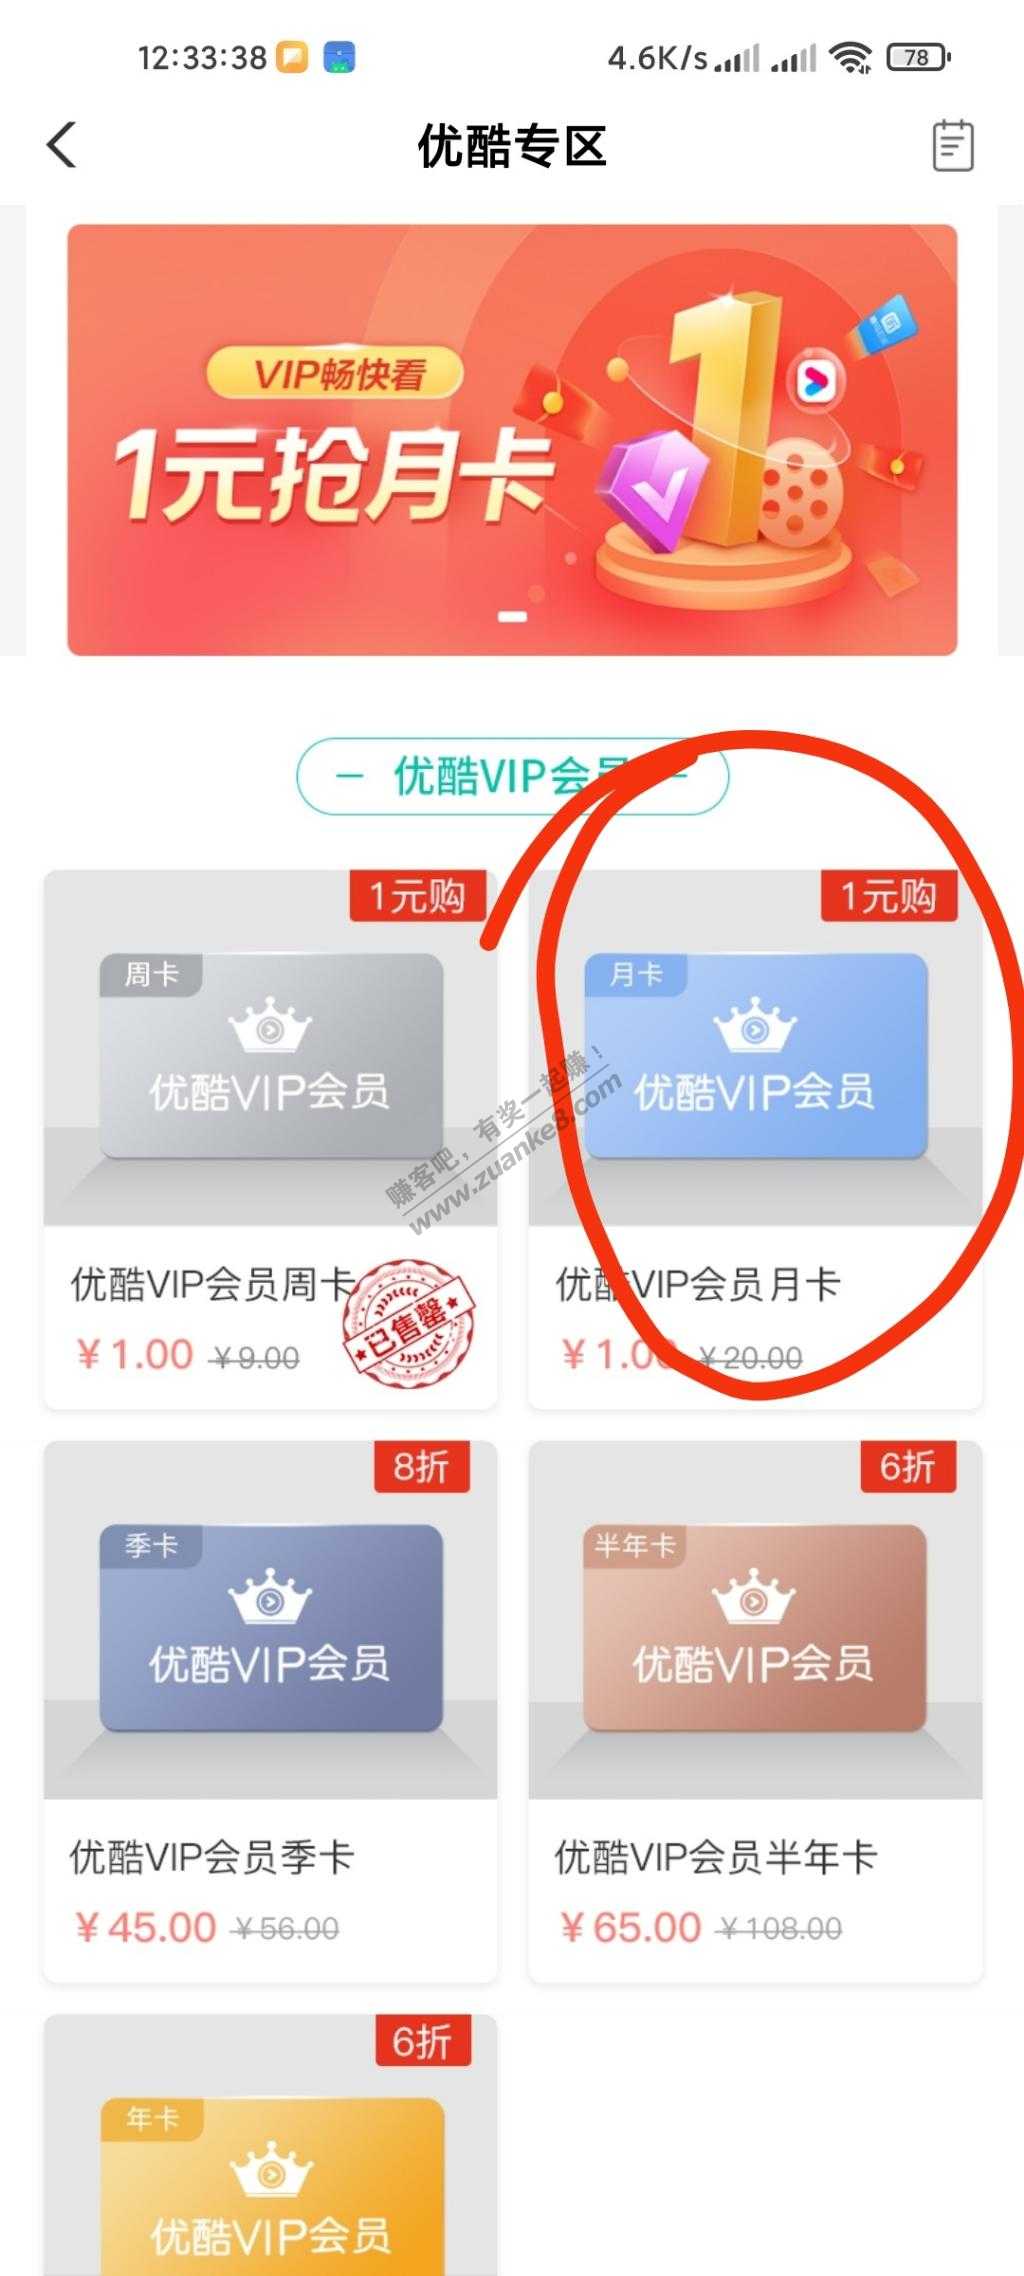 12:33:38
4.6K/s
78
优酷专区
VIP畅快看
1元抢月卡
优酷VIP会员
1元购
1元购
周卡
月卡
优酷VIP会员
优酷VIP会员
赚客吧，有奖一起赚！
www.zuanke8.com
优酷VIP会员周卡
优酷VIP会员月卡
已售罄
￥1.00 ￥9.00
￥1.00 ￥20.00
8折
6折
季卡
半年卡
优酷VIP会员
优酷VIP会员
优酷VIP会员季卡
优酷VIP会员半年卡
￥45.00 ￥56.00
￥65.00 ￥108.00
6折
年卡
优酷VIP会员